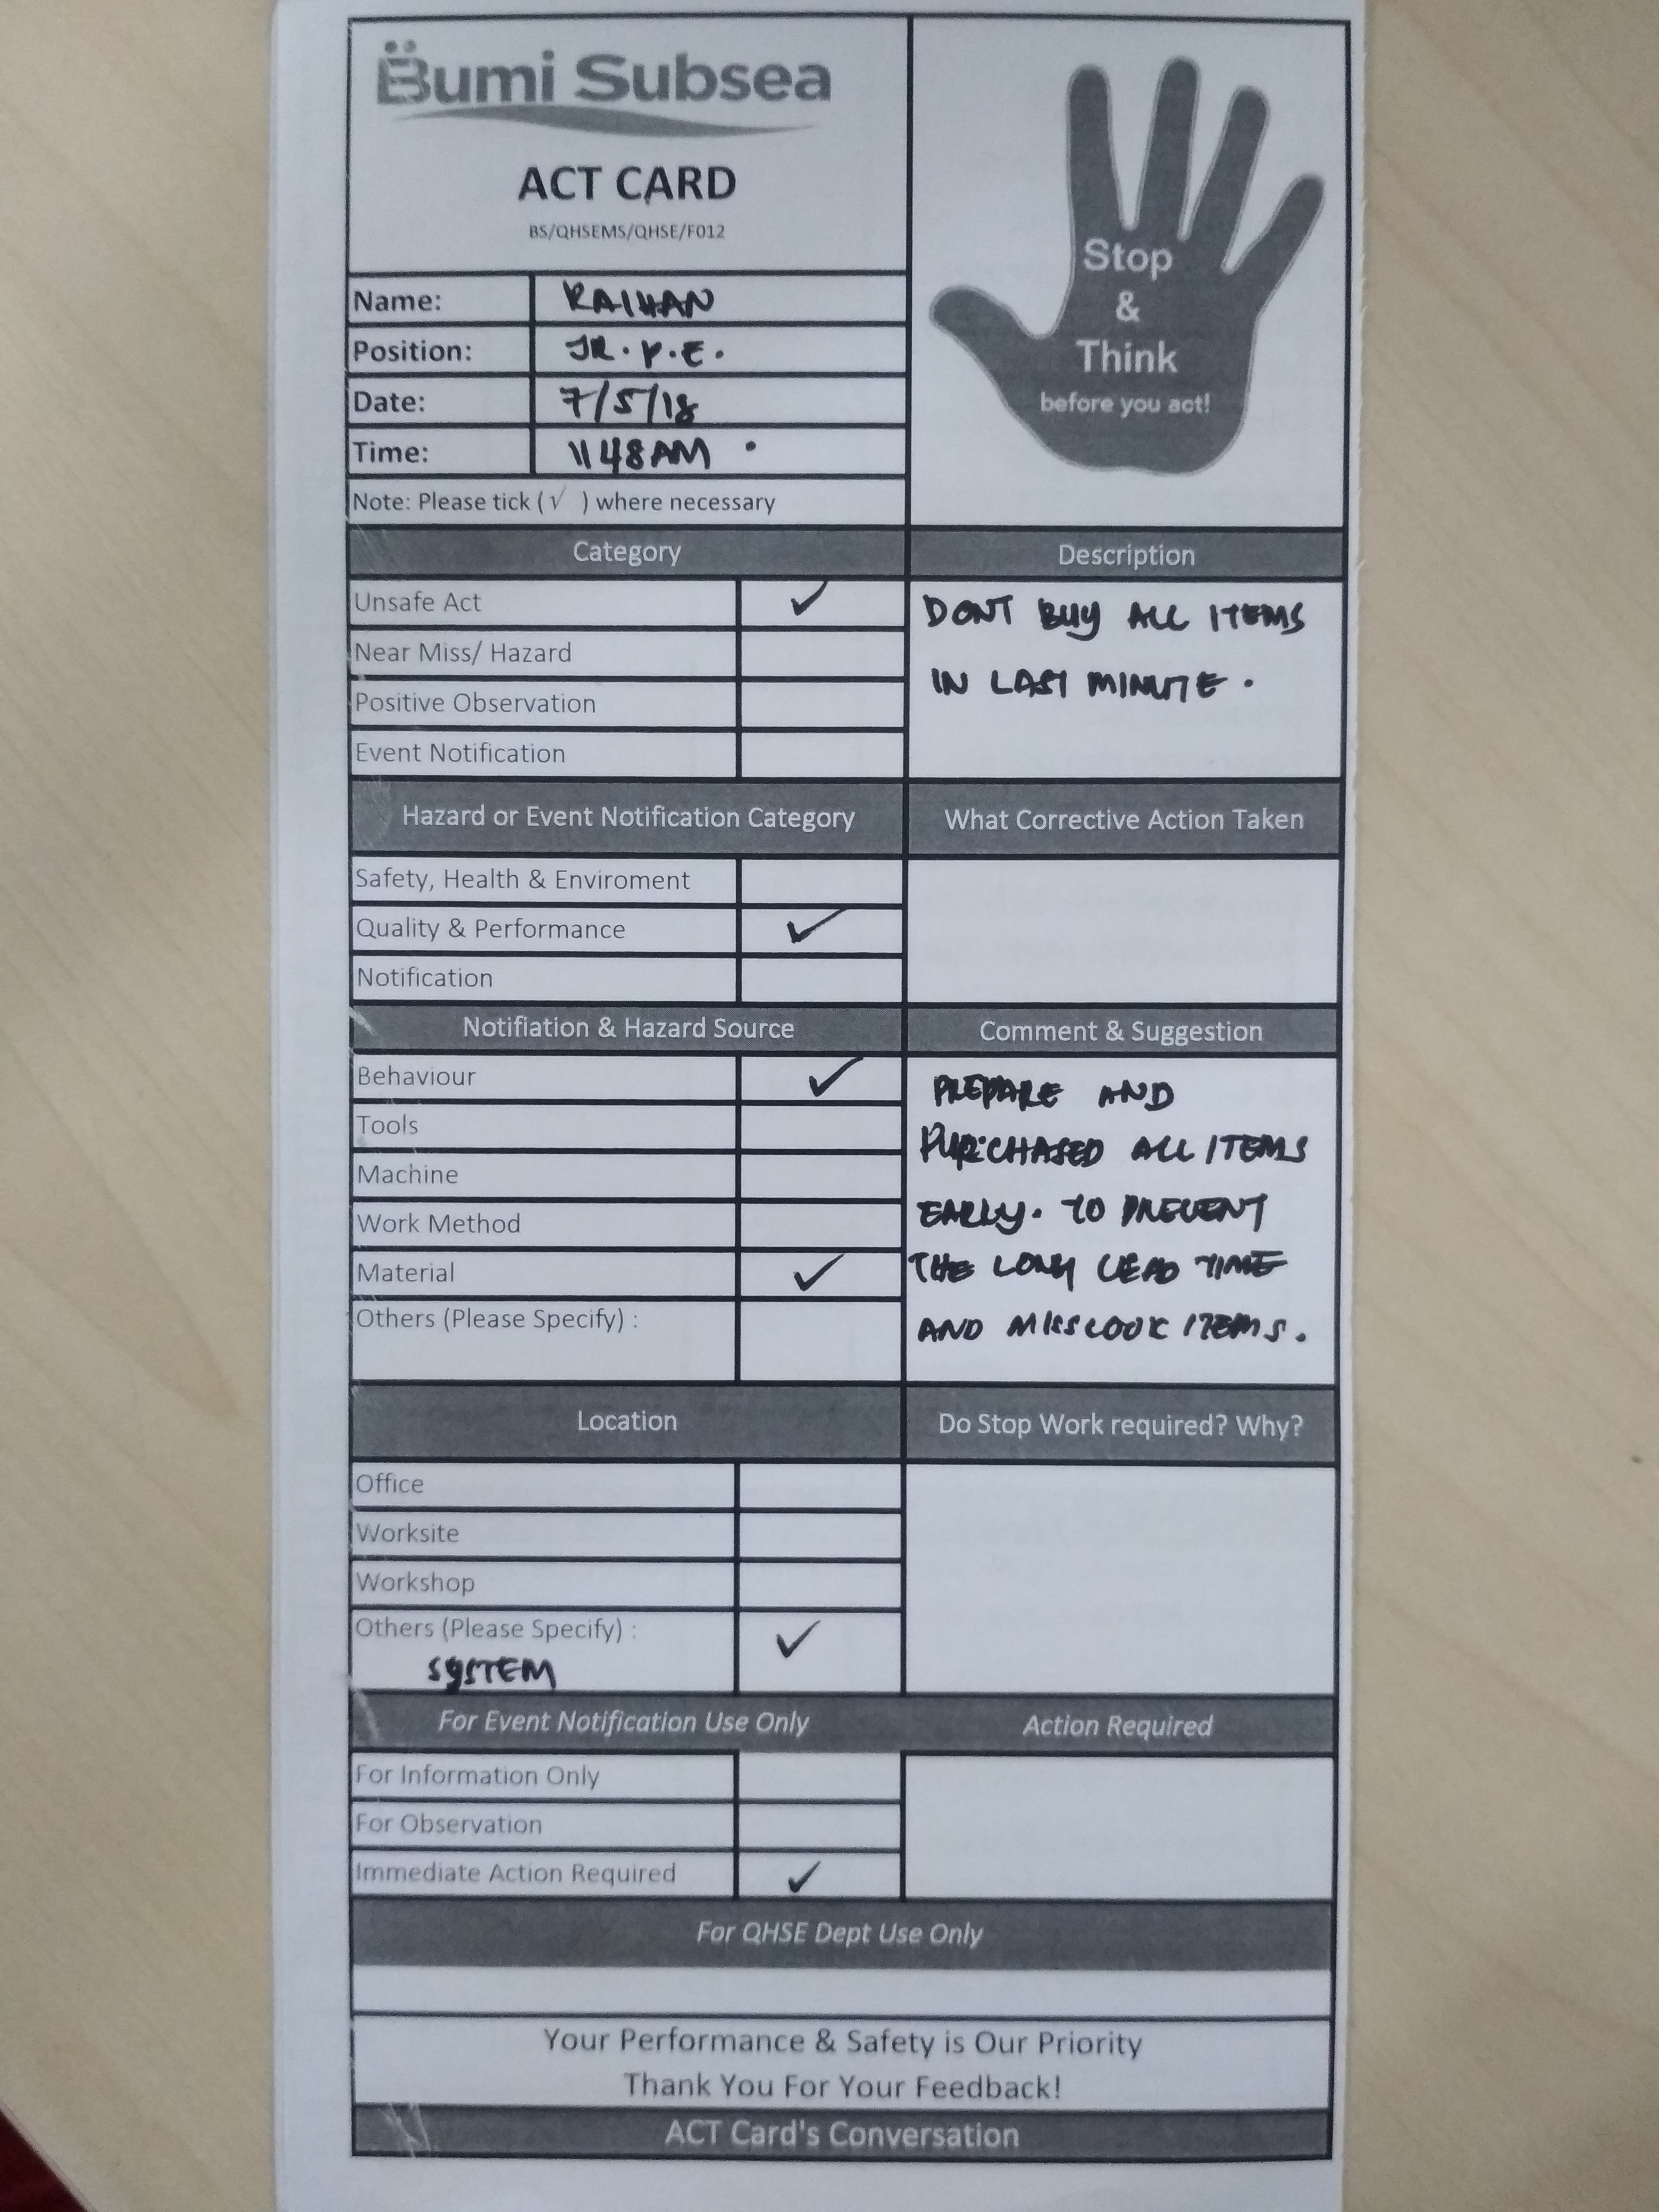 Bumi Subsea
ACT CARD
BS/QHSEMS/QHSE/F012
Stop
&
Think
before you act!
Name: RAIHAN
Position: JR. P.E.
Date: 7/5/18
Time: 11 48 AM
Note: Please tick (√ ) where necessary
Category
Description
Unsafe Act ✓
Near Miss/ Hazard
Positive Observation
Event Notification
DONT BUY ALL ITEMS
IN LAST MINUTE.
Hazard or Event Notification Category
What Corrective Action Taken
Safety, Health & Enviroment
Quality & Performance ✓
Notification
Notifiation & Hazard Source
Comment & Suggestion
Behaviour ✓
Tools
Machine
Work Method
Material ✓
Others (Please Specify) :
PREPARE AND
PURCHASED ALL ITEMS
EARLY. TO PREVENT
THE LONG LEAD TIME
AND MISSLOOK ITEMS.
Location
Do Stop Work required? Why?
Office
Worksite
Workshop
Others (Please Specify) : ✓
SYSTEM
For Event Notification Use Only
Action Required
For Information Only
For Observation
Immediate Action Required ✓
For QHSE Dept Use Only
Your Performance & Safety is Our Priority
Thank You For Your Feedback!
ACT Card's Conversation